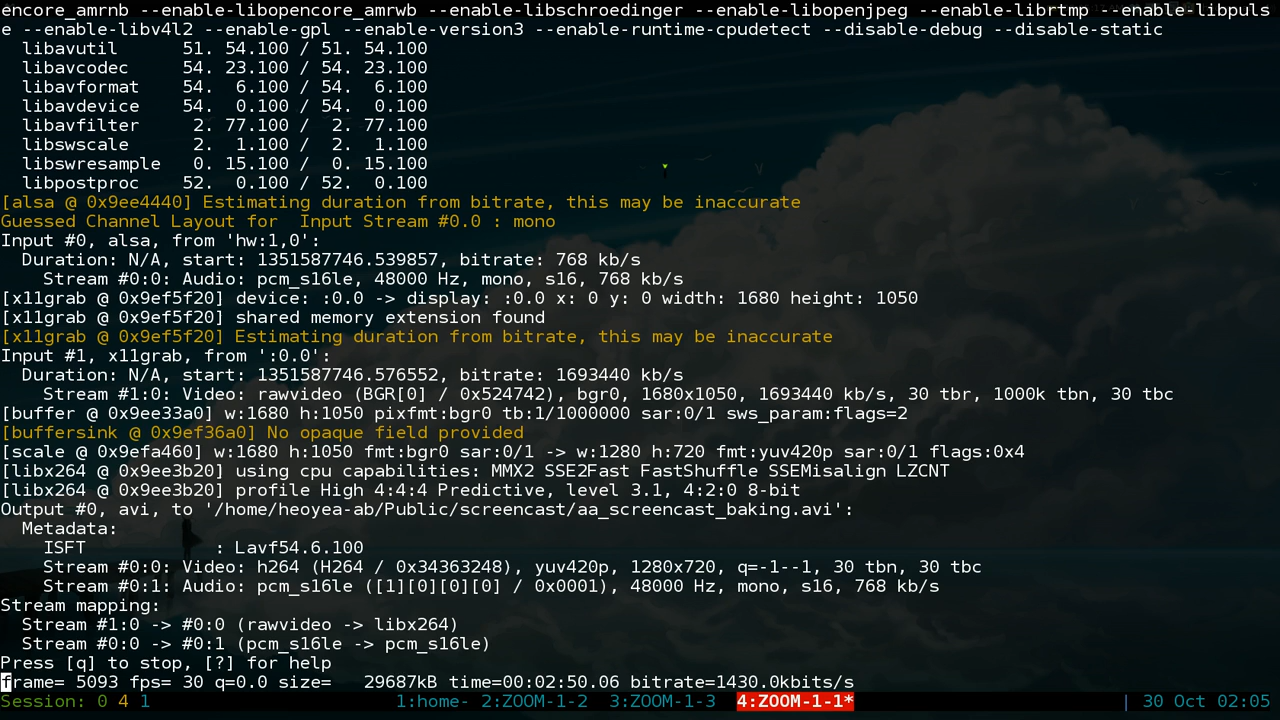 encore_amrnb --enable-libopencore_amrwb --enable-libschroedinger --enable-libopenjpeg --enable-librtmp --enable-libpuls
e --enable-libv4l2 --enable-gpl --enable-version3 --enable-runtime-cpudetect --disable-debug --disable-static
  libavutil      51. 54.100 / 51. 54.100
  libavcodec     54. 23.100 / 54. 23.100
  libavformat    54.  6.100 / 54.  6.100
  libavdevice    54.  0.100 / 54.  0.100
  libavfilter     2. 77.100 /  2. 77.100
  libswscale      2.  1.100 /  2.  1.100
  libswresample   0. 15.100 /  0. 15.100
  libpostproc    52.  0.100 / 52.  0.100
[alsa @ 0x9ee4440] Estimating duration from bitrate, this may be inaccurate
Guessed Channel Layout for  Input Stream #0.0 : mono
Input #0, alsa, from 'hw:1,0':
  Duration: N/A, start: 1351587746.539857, bitrate: 768 kb/s
    Stream #0:0: Audio: pcm_s16le, 48000 Hz, mono, s16, 768 kb/s
[x11grab @ 0x9ef5f20] device: :0.0 -> display: :0.0 x: 0 y: 0 width: 1680 height: 1050
[x11grab @ 0x9ef5f20] shared memory extension found
[x11grab @ 0x9ef5f20] Estimating duration from bitrate, this may be inaccurate
Input #1, x11grab, from ':0.0':
  Duration: N/A, start: 1351587746.576552, bitrate: 1693440 kb/s
    Stream #1:0: Video: rawvideo (BGR[0] / 0x524742), bgr0, 1680x1050, 1693440 kb/s, 30 tbr, 1000k tbn, 30 tbc
[buffer @ 0x9ee33a0] w:1680 h:1050 pixfmt:bgr0 tb:1/1000000 sar:0/1 sws_param:flags=2
[buffersink @ 0x9ef36a0] No opaque field provided
[scale @ 0x9efa460] w:1680 h:1050 fmt:bgr0 sar:0/1 -> w:1280 h:720 fmt:yuv420p sar:0/1 flags:0x4
[libx264 @ 0x9ee3b20] using cpu capabilities: MMX2 SSE2Fast FastShuffle SSEMisalign LZCNT
[libx264 @ 0x9ee3b20] profile High 4:4:4 Predictive, level 3.1, 4:2:0 8-bit
Output #0, avi, to '/home/heoyea-ab/Public/screencast/aa_screencast_baking.avi':
  Metadata:
    ISFT            : Lavf54.6.100
    Stream #0:0: Video: h264 (H264 / 0x34363248), yuv420p, 1280x720, q=-1--1, 30 tbn, 30 tbc
    Stream #0:1: Audio: pcm_s16le ([1][0][0][0] / 0x0001), 48000 Hz, mono, s16, 768 kb/s
Stream mapping:
  Stream #1:0 -> #0:0 (rawvideo -> libx264)
  Stream #0:0 -> #0:1 (pcm_s16le -> pcm_s16le)
Press [q] to stop, [?] for help
frame= 5093 fps= 30 q=0.0 size=   29687kB time=00:02:50.06 bitrate=1430.0kbits/s
Session: 0 4 1 1:home- 2:ZOOM-1-2 3:ZOOM-1-3 4:ZOOM-1-1* | 30 Oct 02:05